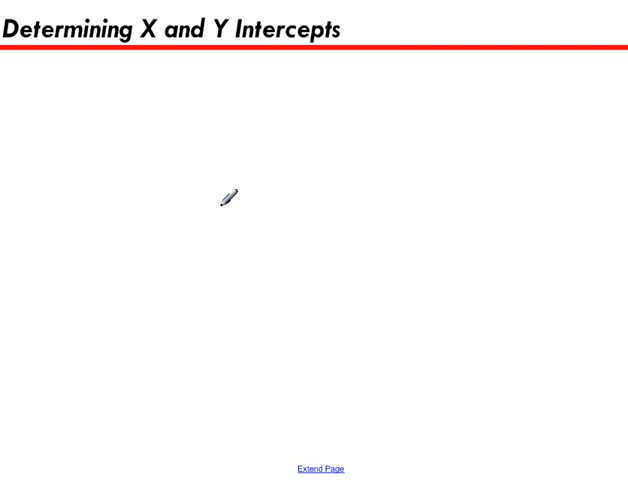 Determining X and Y Intercepts
Extend Page